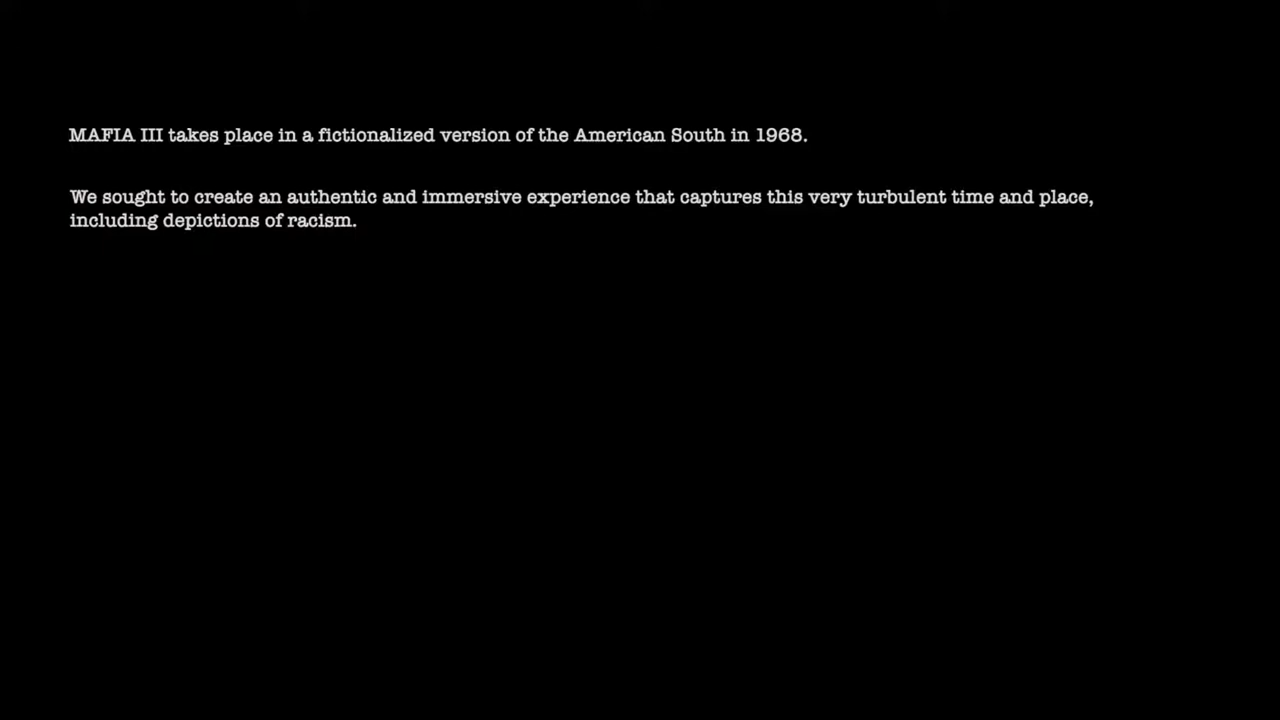 MAFIA III takes place in a fictionalized version of the American South in 1968.
We sought to create an authentic and immersive experience that captures this very turbulent time and place,
including depictions of racism.